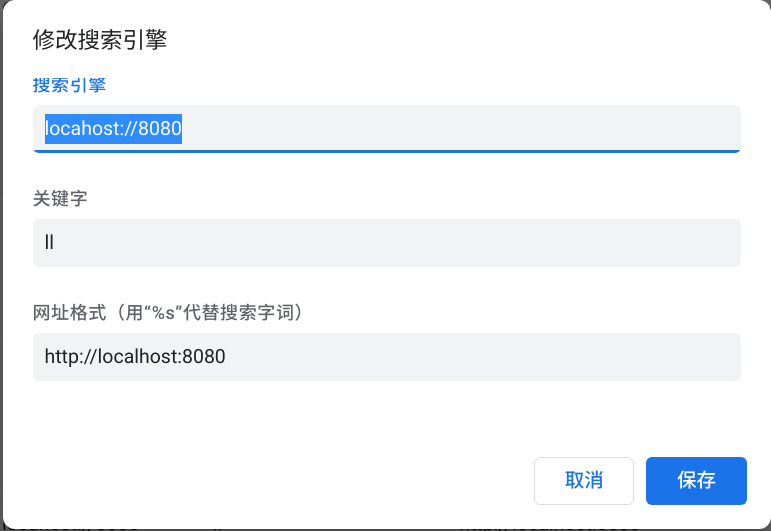 修改搜索引擎
搜索引擎
locahost://8080
关键字
ll
网址格式（用“%s”代替搜索字词）
http://localhost:8080
取消
保存